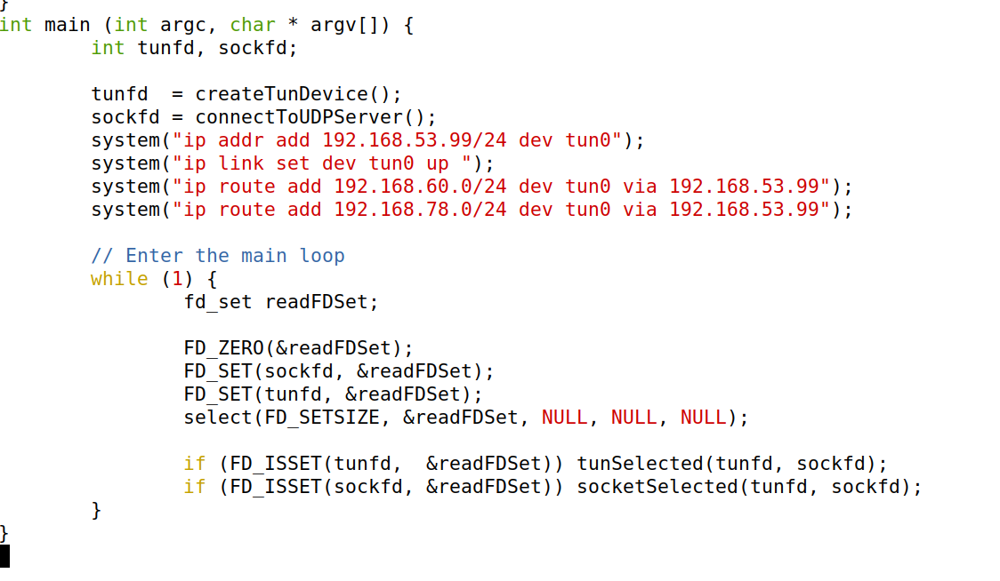 }
int main (int argc, char * argv[]) {
        int tunfd, sockfd;

        tunfd  = createTunDevice();
        sockfd = connectToUDPServer();
        system("ip addr add 192.168.53.99/24 dev tun0");
        system("ip link set dev tun0 up ");
        system("ip route add 192.168.60.0/24 dev tun0 via 192.168.53.99");
        system("ip route add 192.168.78.0/24 dev tun0 via 192.168.53.99");

        // Enter the main loop
        while (1) {
                fd_set readFDSet;

                FD_ZERO(&readFDSet);
                FD_SET(sockfd, &readFDSet);
                FD_SET(tunfd, &readFDSet);
                select(FD_SETSIZE, &readFDSet, NULL, NULL, NULL);

                if (FD_ISSET(tunfd,  &readFDSet)) tunSelected(tunfd, sockfd);
                if (FD_ISSET(sockfd, &readFDSet)) socketSelected(tunfd, sockfd);
        }
}